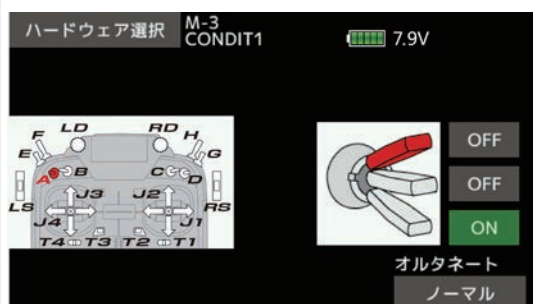 ハードウェア選択
M-3
CONDIT1
7.9V
F LD RD H
E A B C D G
J3 J2
LS J4 J1 RS
T4 T3 T2 T1
OFF
OFF
ON
オルタネート
ノーマル